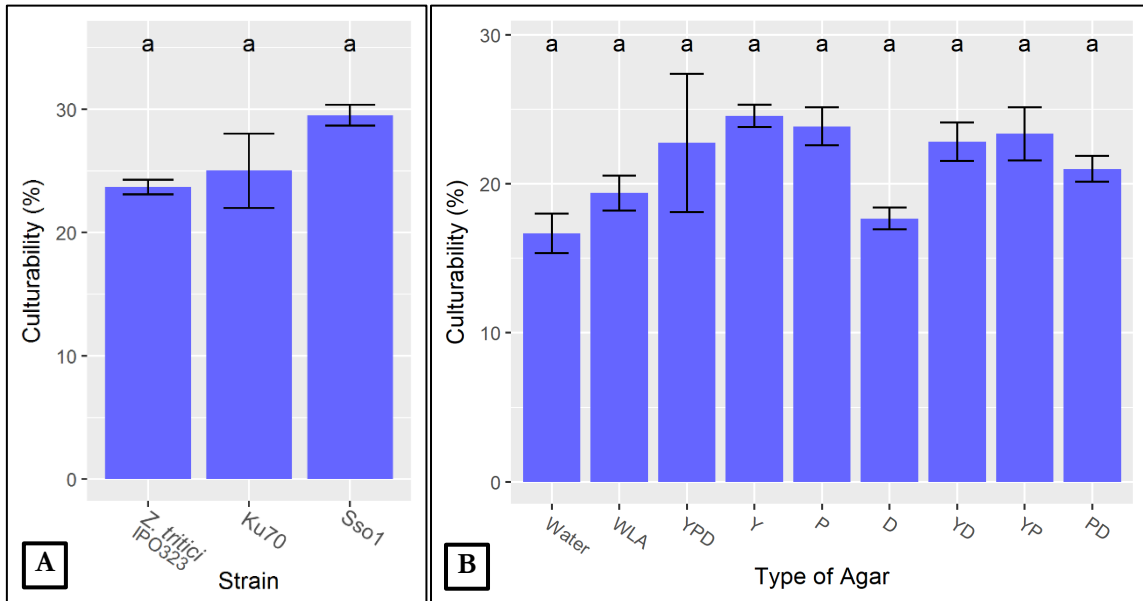 a a a
30
20
10
0
Culturability (%)
Z. tritici
IPO323
Ku70
Sso1
Strain
A
a a a a a a a a a
30
20
10
0
Culturability (%)
Water
WLA
YPD
Y
P
D
YD
YP
PD
Type of Agar
B